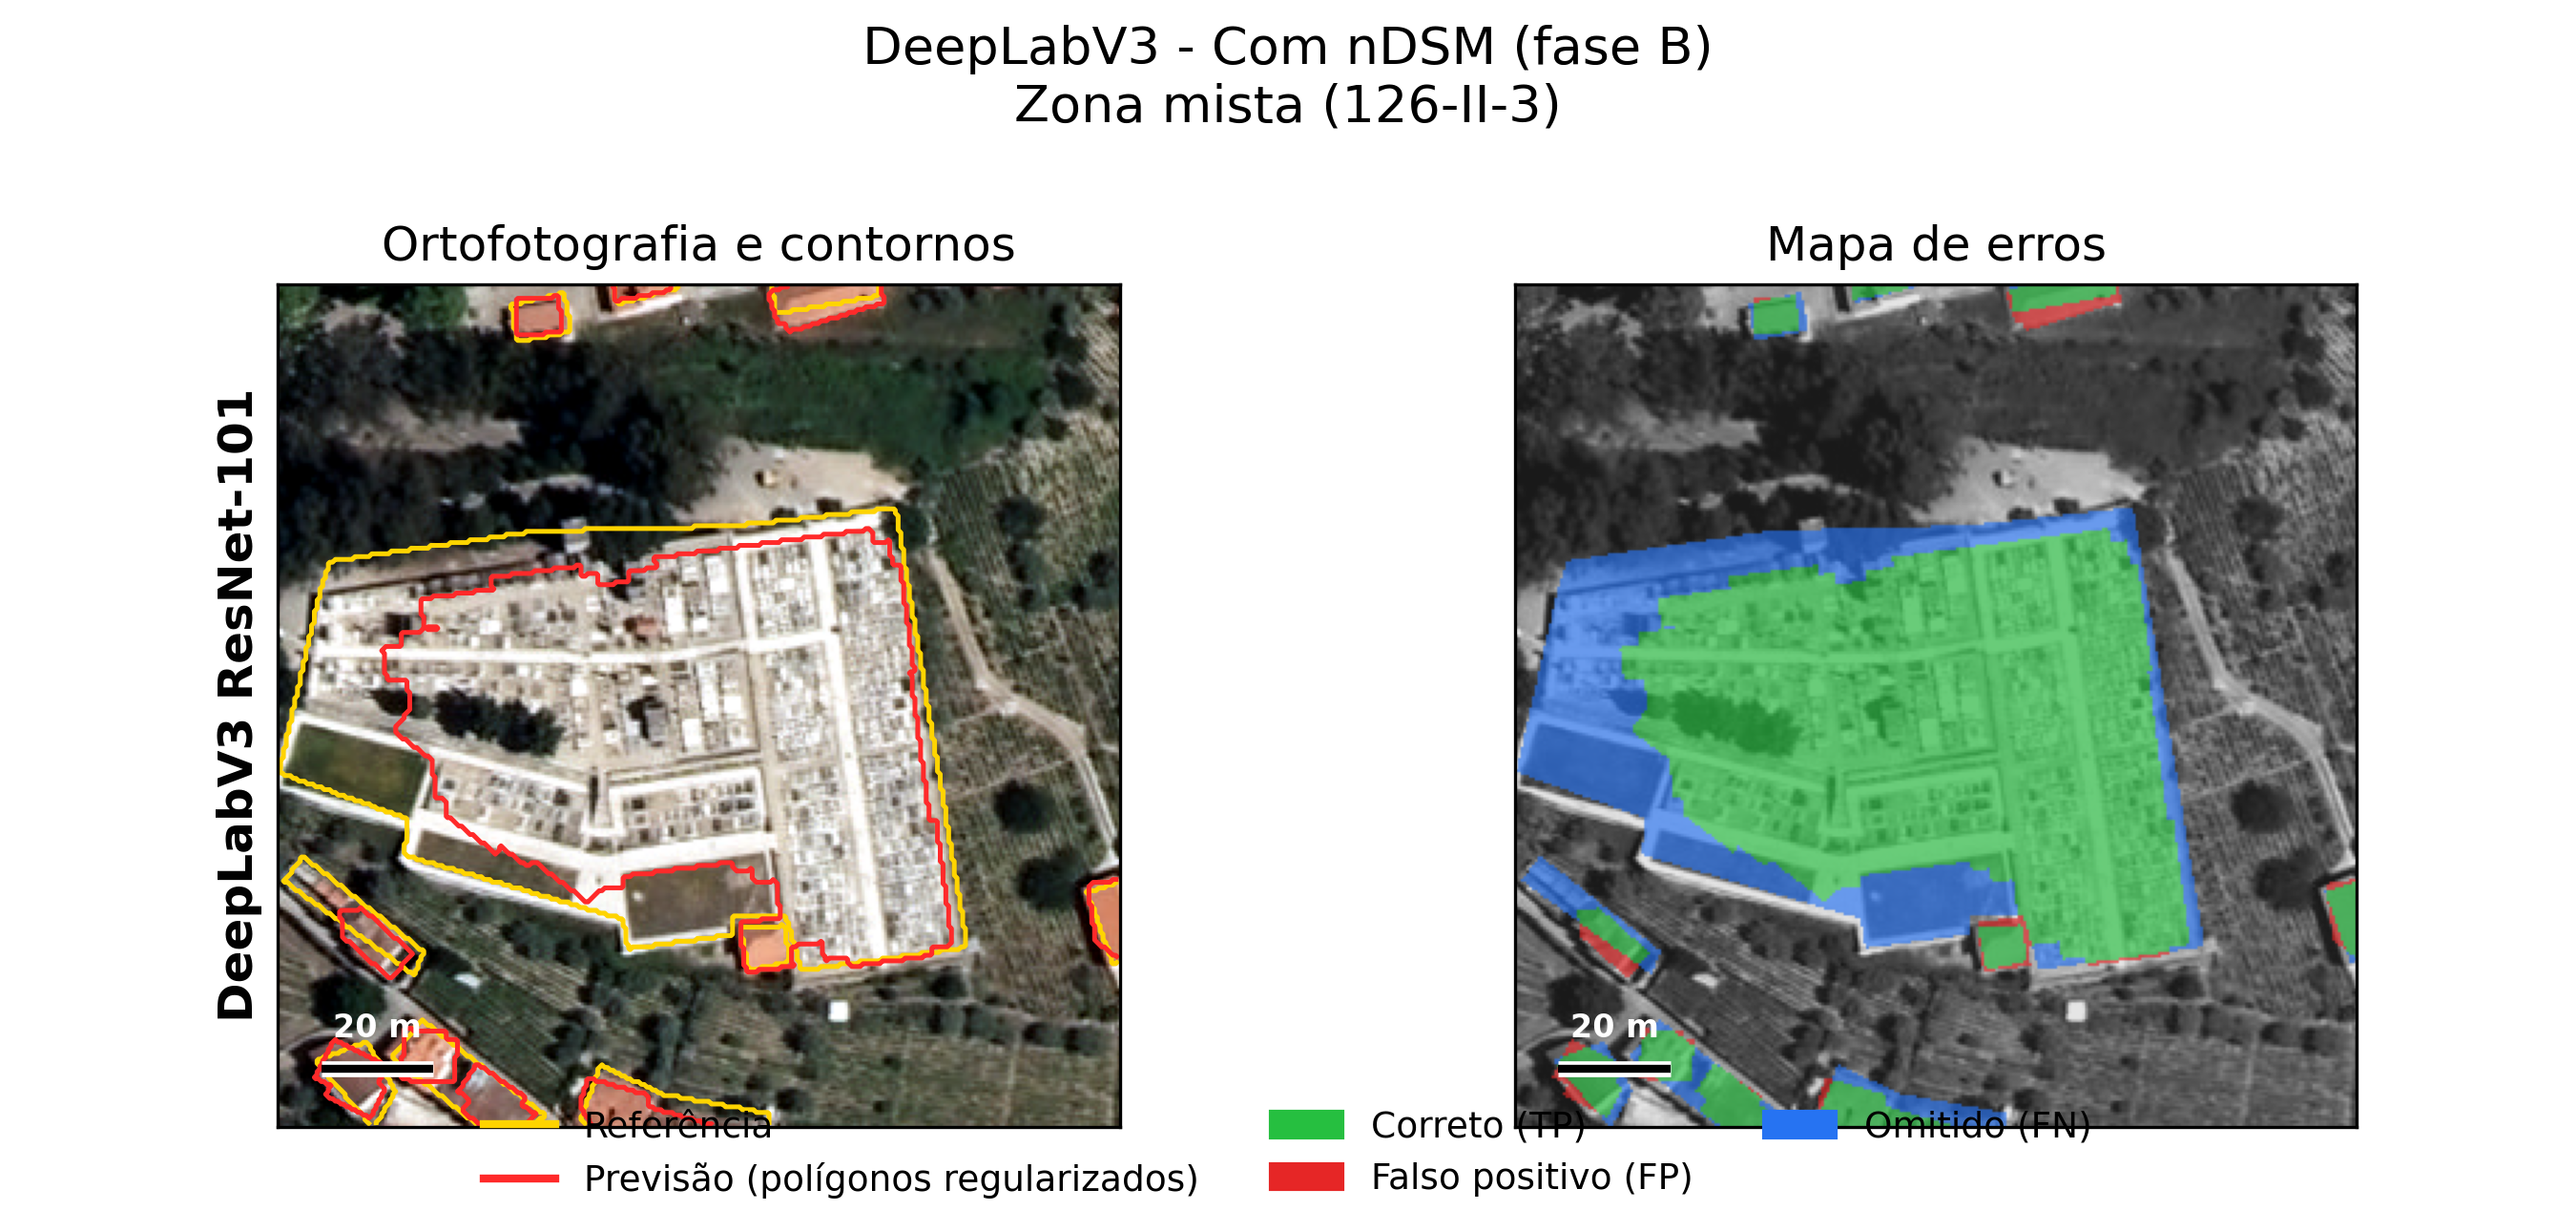 DeepLabV3 - Com nDSM (fase B)
Zona mista (126-II-3)
Ortofotografia e contornos
Mapa de erros
DeepLabV3 ResNet-101
20 m
20 m
Referência
Previsão (polígonos regularizados)
Correto (TP)
Falso positivo (FP)
Omitido (FN)